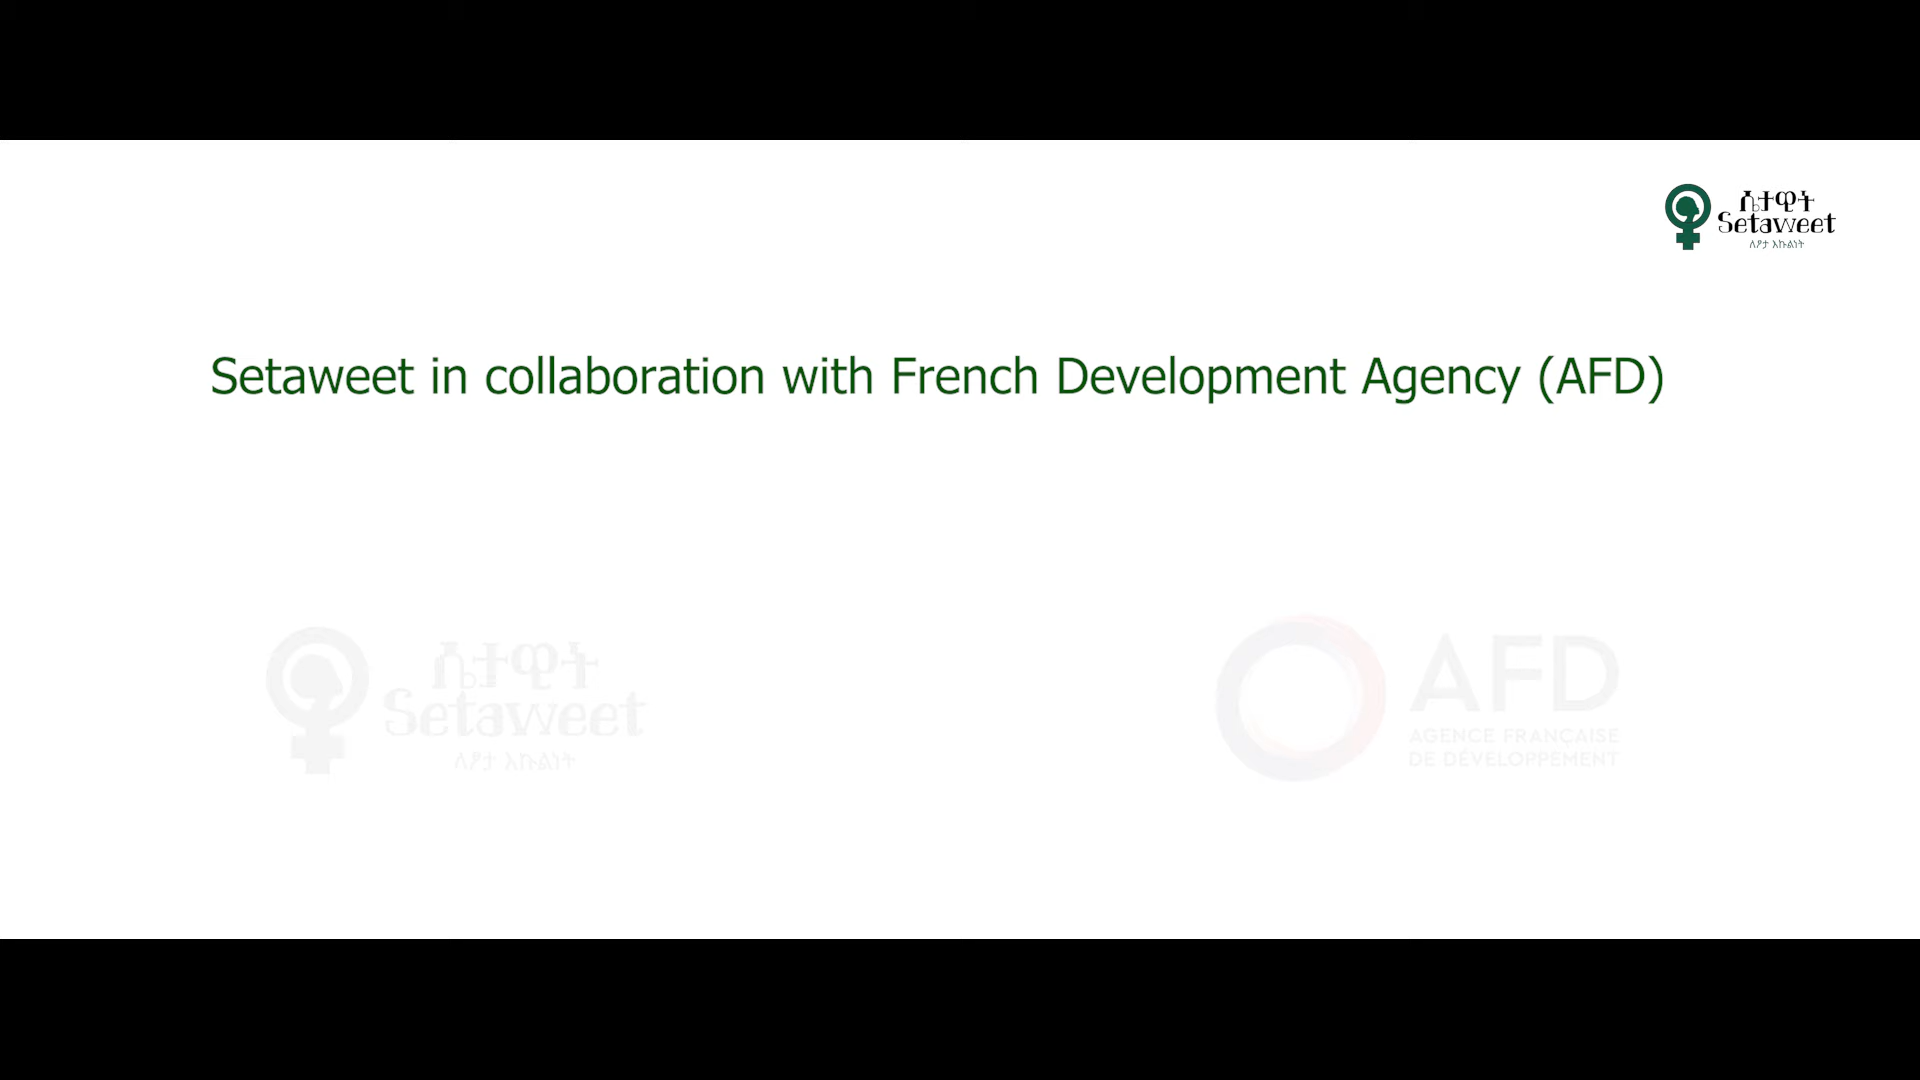 ሴታዊት
Setaweet
ለፆታ እኩልነት
Setaweet in collaboration with French Development Agency (AFD)
ሴታዊት
Setaweet
ለፆታ እኩልነት
AFD
AGENCE FRANÇAISE
DE DÉVELOPPEMENT